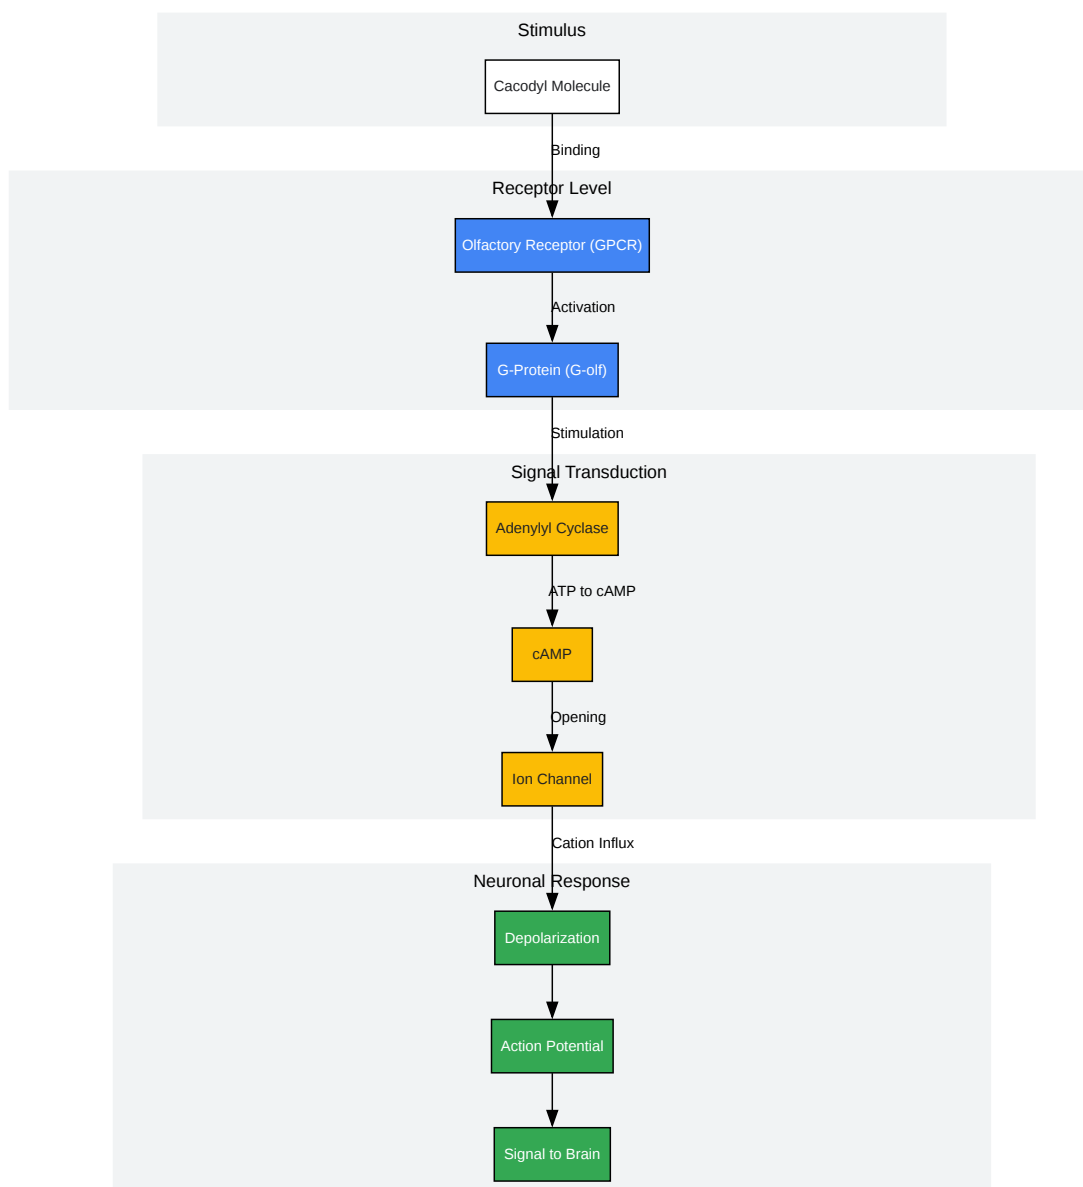 Stimulus
Cacodyl Molecule
Binding
Receptor Level
Olfactory Receptor (GPCR)
Activation
G-Protein (G-olf)
Stimulation
Signal Transduction
Adenylyl Cyclase
ATP to cAMP
cAMP
Opening
Ion Channel
Cation Influx
Neuronal Response
Depolarization
Action Potential
Signal to Brain